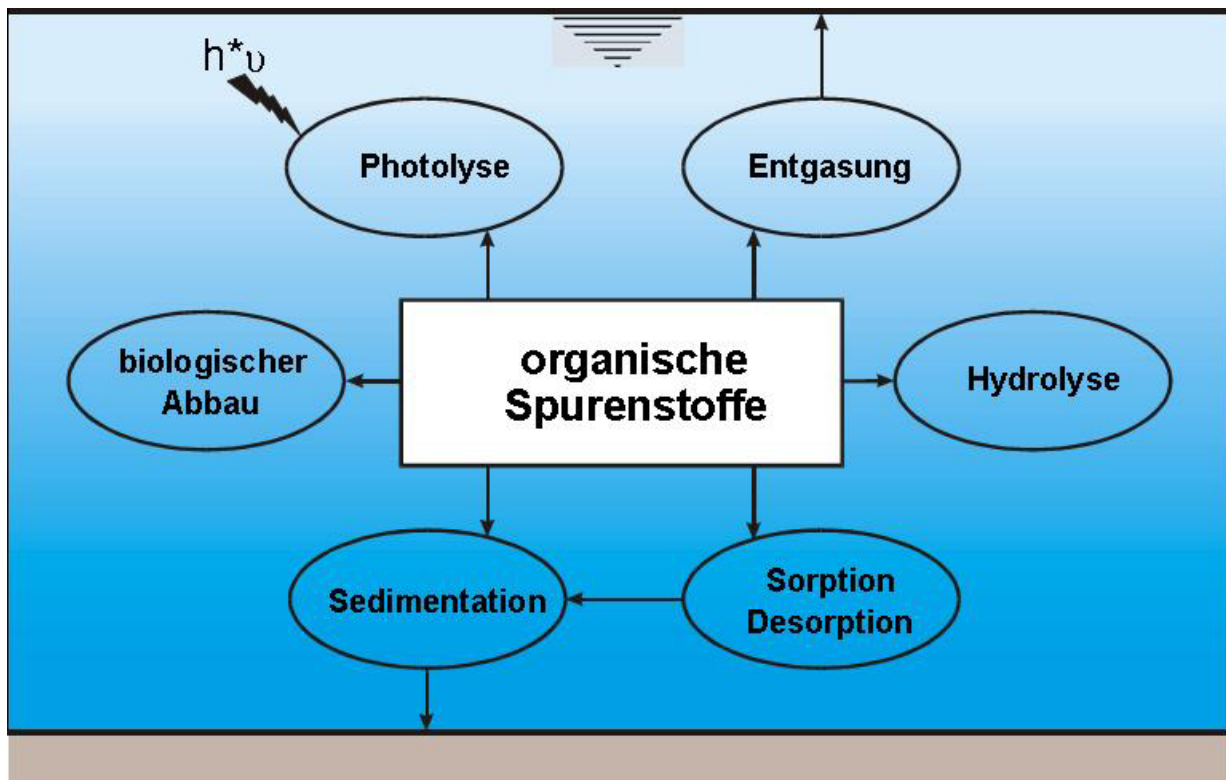 h*υ
Photolyse
Entgasung
biologischer
Abbau
organische
Spurenstoffe
Hydrolyse
Sedimentation
Sorption
Desorption